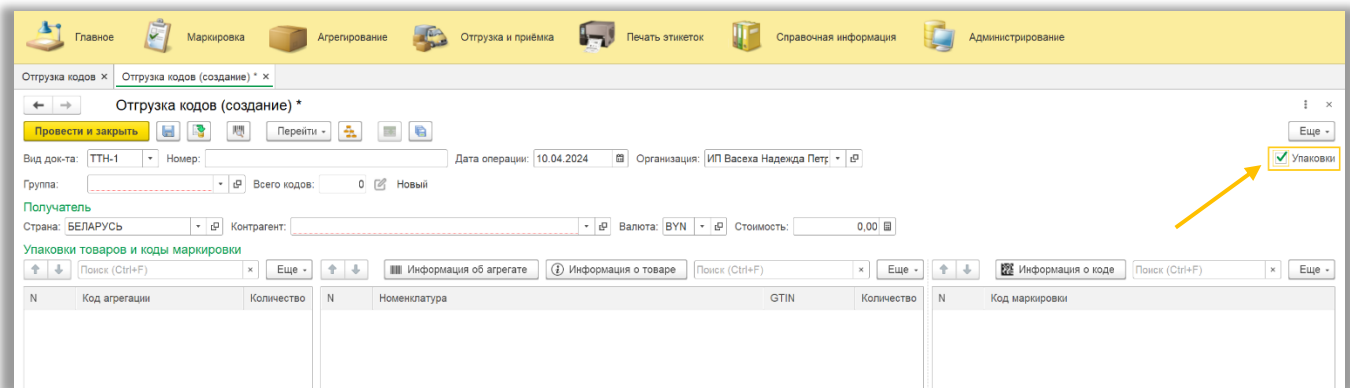 Главное Маркировка Агрегирование Отгрузка и приёмка Печать этикеток Справочная информация Администрирование
Отгрузка кодов × Отгрузка кодов (создание) * ×
Отгрузка кодов (создание) *
Провести и закрыть Перейти Еще
Вид док-та: ТТН-1 Номер: Дата операции: 10.04.2024 Организация: ИП Васеха Надежда Петр Упаковки
Группа: Всего кодов: 0 Новый
Получатель
Страна: БЕЛАРУСЬ Контрагент: Валюта: BYN Стоимость: 0,00
Упаковки товаров и коды маркировки
Поиск (Ctrl+F) × Еще Информация об агрегате Информация о товаре Поиск (Ctrl+F) × Еще Информация о коде Поиск (Ctrl+F) × Еще
N Код агрегации Количество N Номенклатура GTIN Количество N Код маркировки